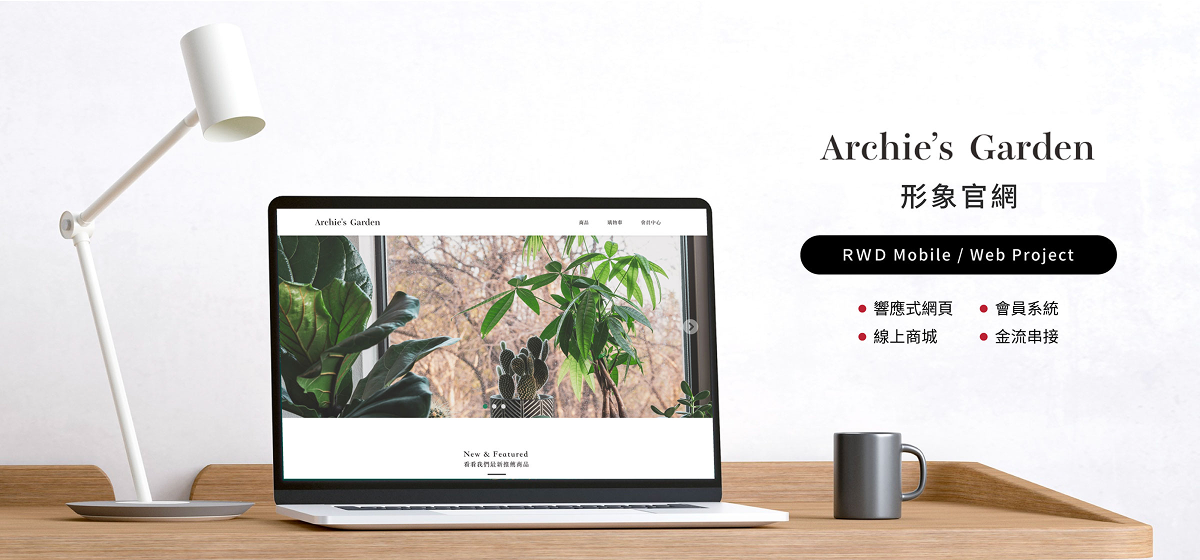 Archie's Garden
商品 購物車 會員中心
New & Featured
看看我們最新推薦商品
Archie's Garden
形象官網
RWD Mobile / Web Project
響應式網頁 會員系統
線上商城 金流串接